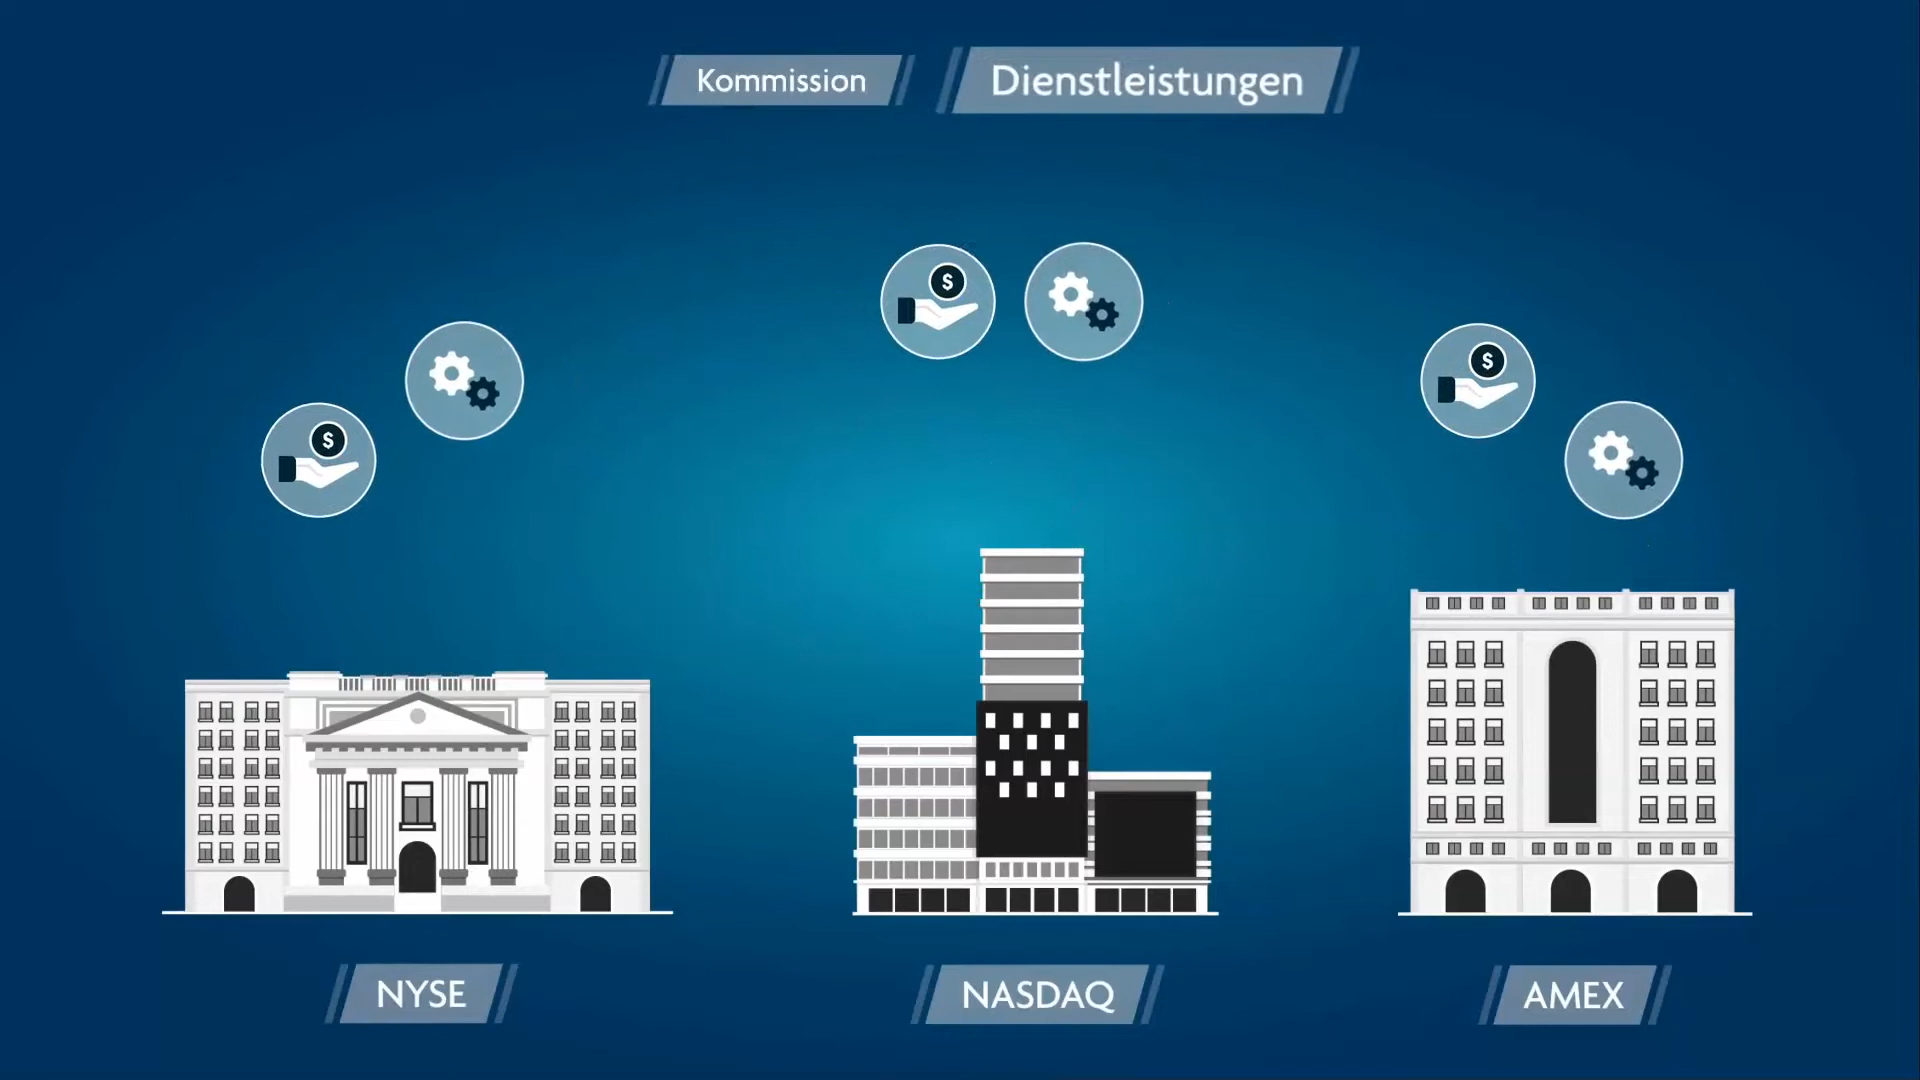 Kommission
Dienstleistungen
$
$
$
NYSE
NASDAQ
AMEX